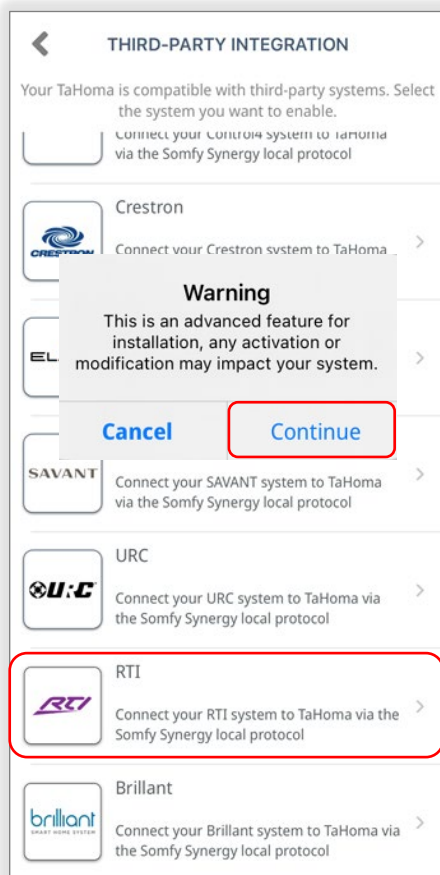 THIRD-PARTY INTEGRATION
Your TaHoma is compatible with third-party systems. Select
the system you want to enable.
Connect your Control4 system to TaHoma
via the Somfy Synergy local protocol
Crestron
CRESTRON
Connect your Crestron system to TaHoma
Warning
This is an advanced feature for
installation, any activation or
modification may impact your system.
EL
Cancel
Continue
SAVANT
Connect your SAVANT system to TaHoma
via the Somfy Synergy local protocol
URC
URC
Connect your URC system to TaHoma via
the Somfy Synergy local protocol
RTI
RTI
Connect your RTI system to TaHoma via the
Somfy Synergy local protocol
Brillant
brilliant
SMART HOME SYSTEM
Connect your Brillant system to TaHoma via
the Somfy Synergy local protocol